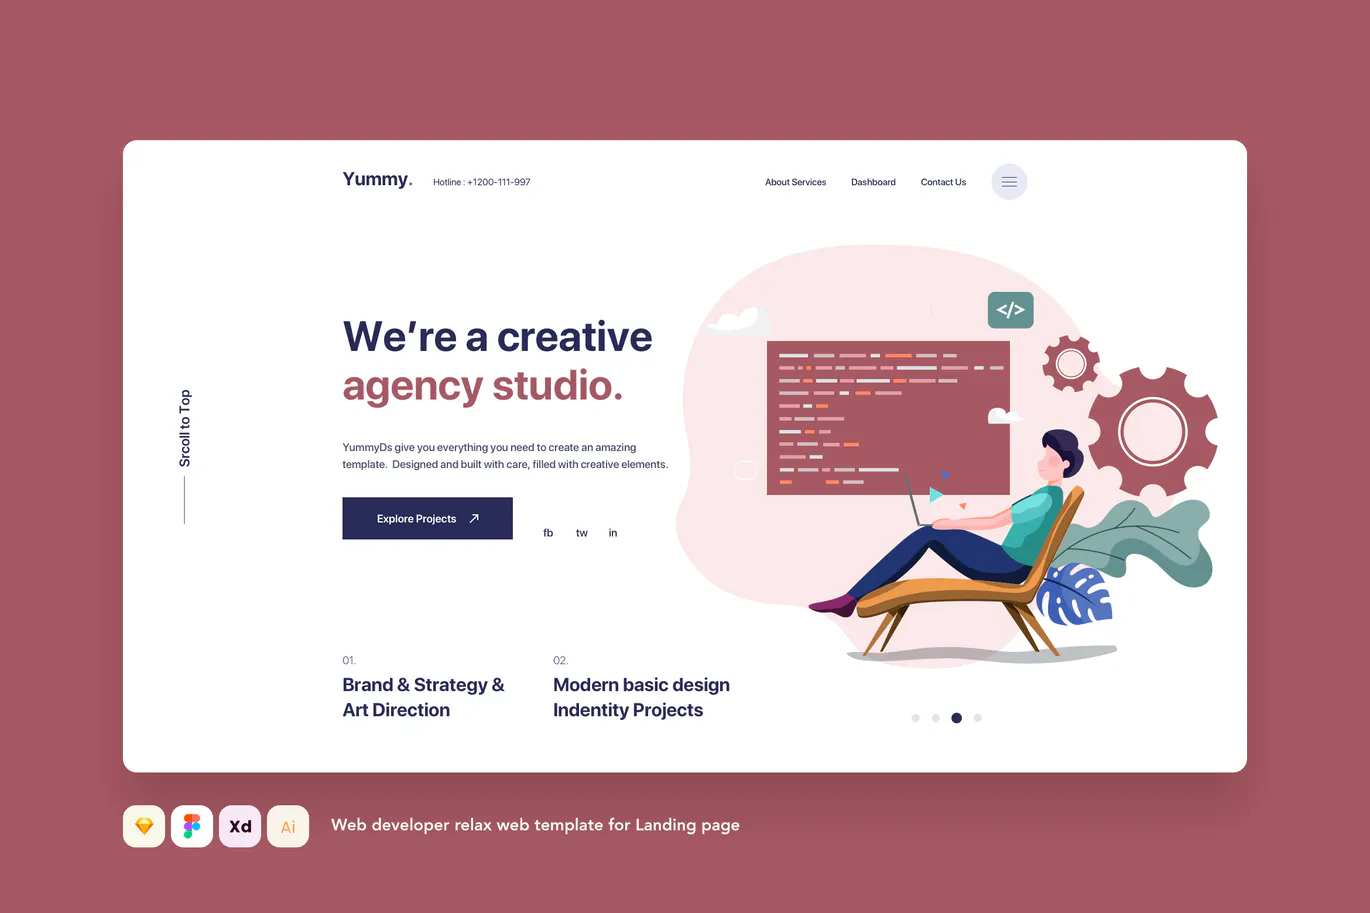 Yummy.
Hotline : +1200-111-997
About Services
Dashboard
Contact Us
</>
We're a creative
agency studio.
Srcoll to Top
YummyDs give you everything you need to create an amazing
template. Designed and built with care, filled with creative elements.
Explore Projects
fb
tw
in
01.
Brand & Strategy &
Art Direction
02.
Modern basic design
Indentity Projects
Xd
Ai
Web developer relax web template for Landing page